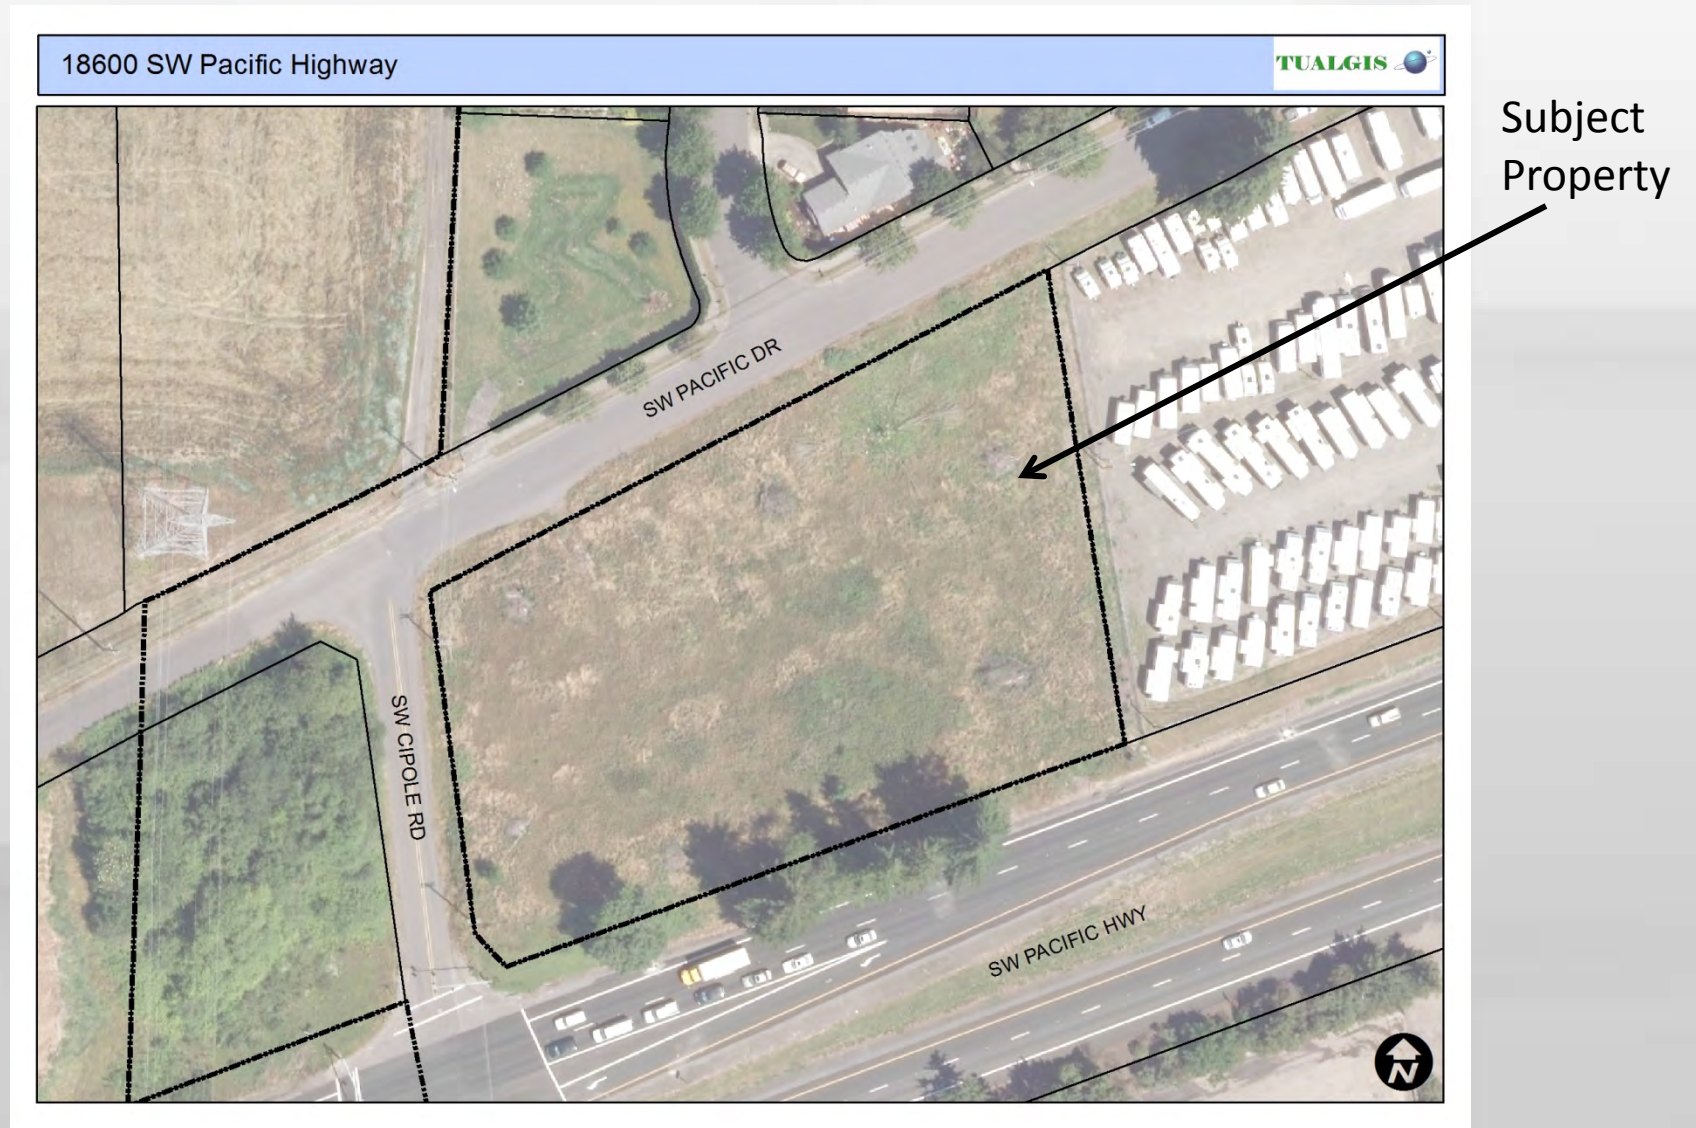 18600 SW Pacific Highway
TUALGIS
Subject
Property
SW PACIFIC DR
SW CIPOLE RD
SW PACIFIC HWY
N